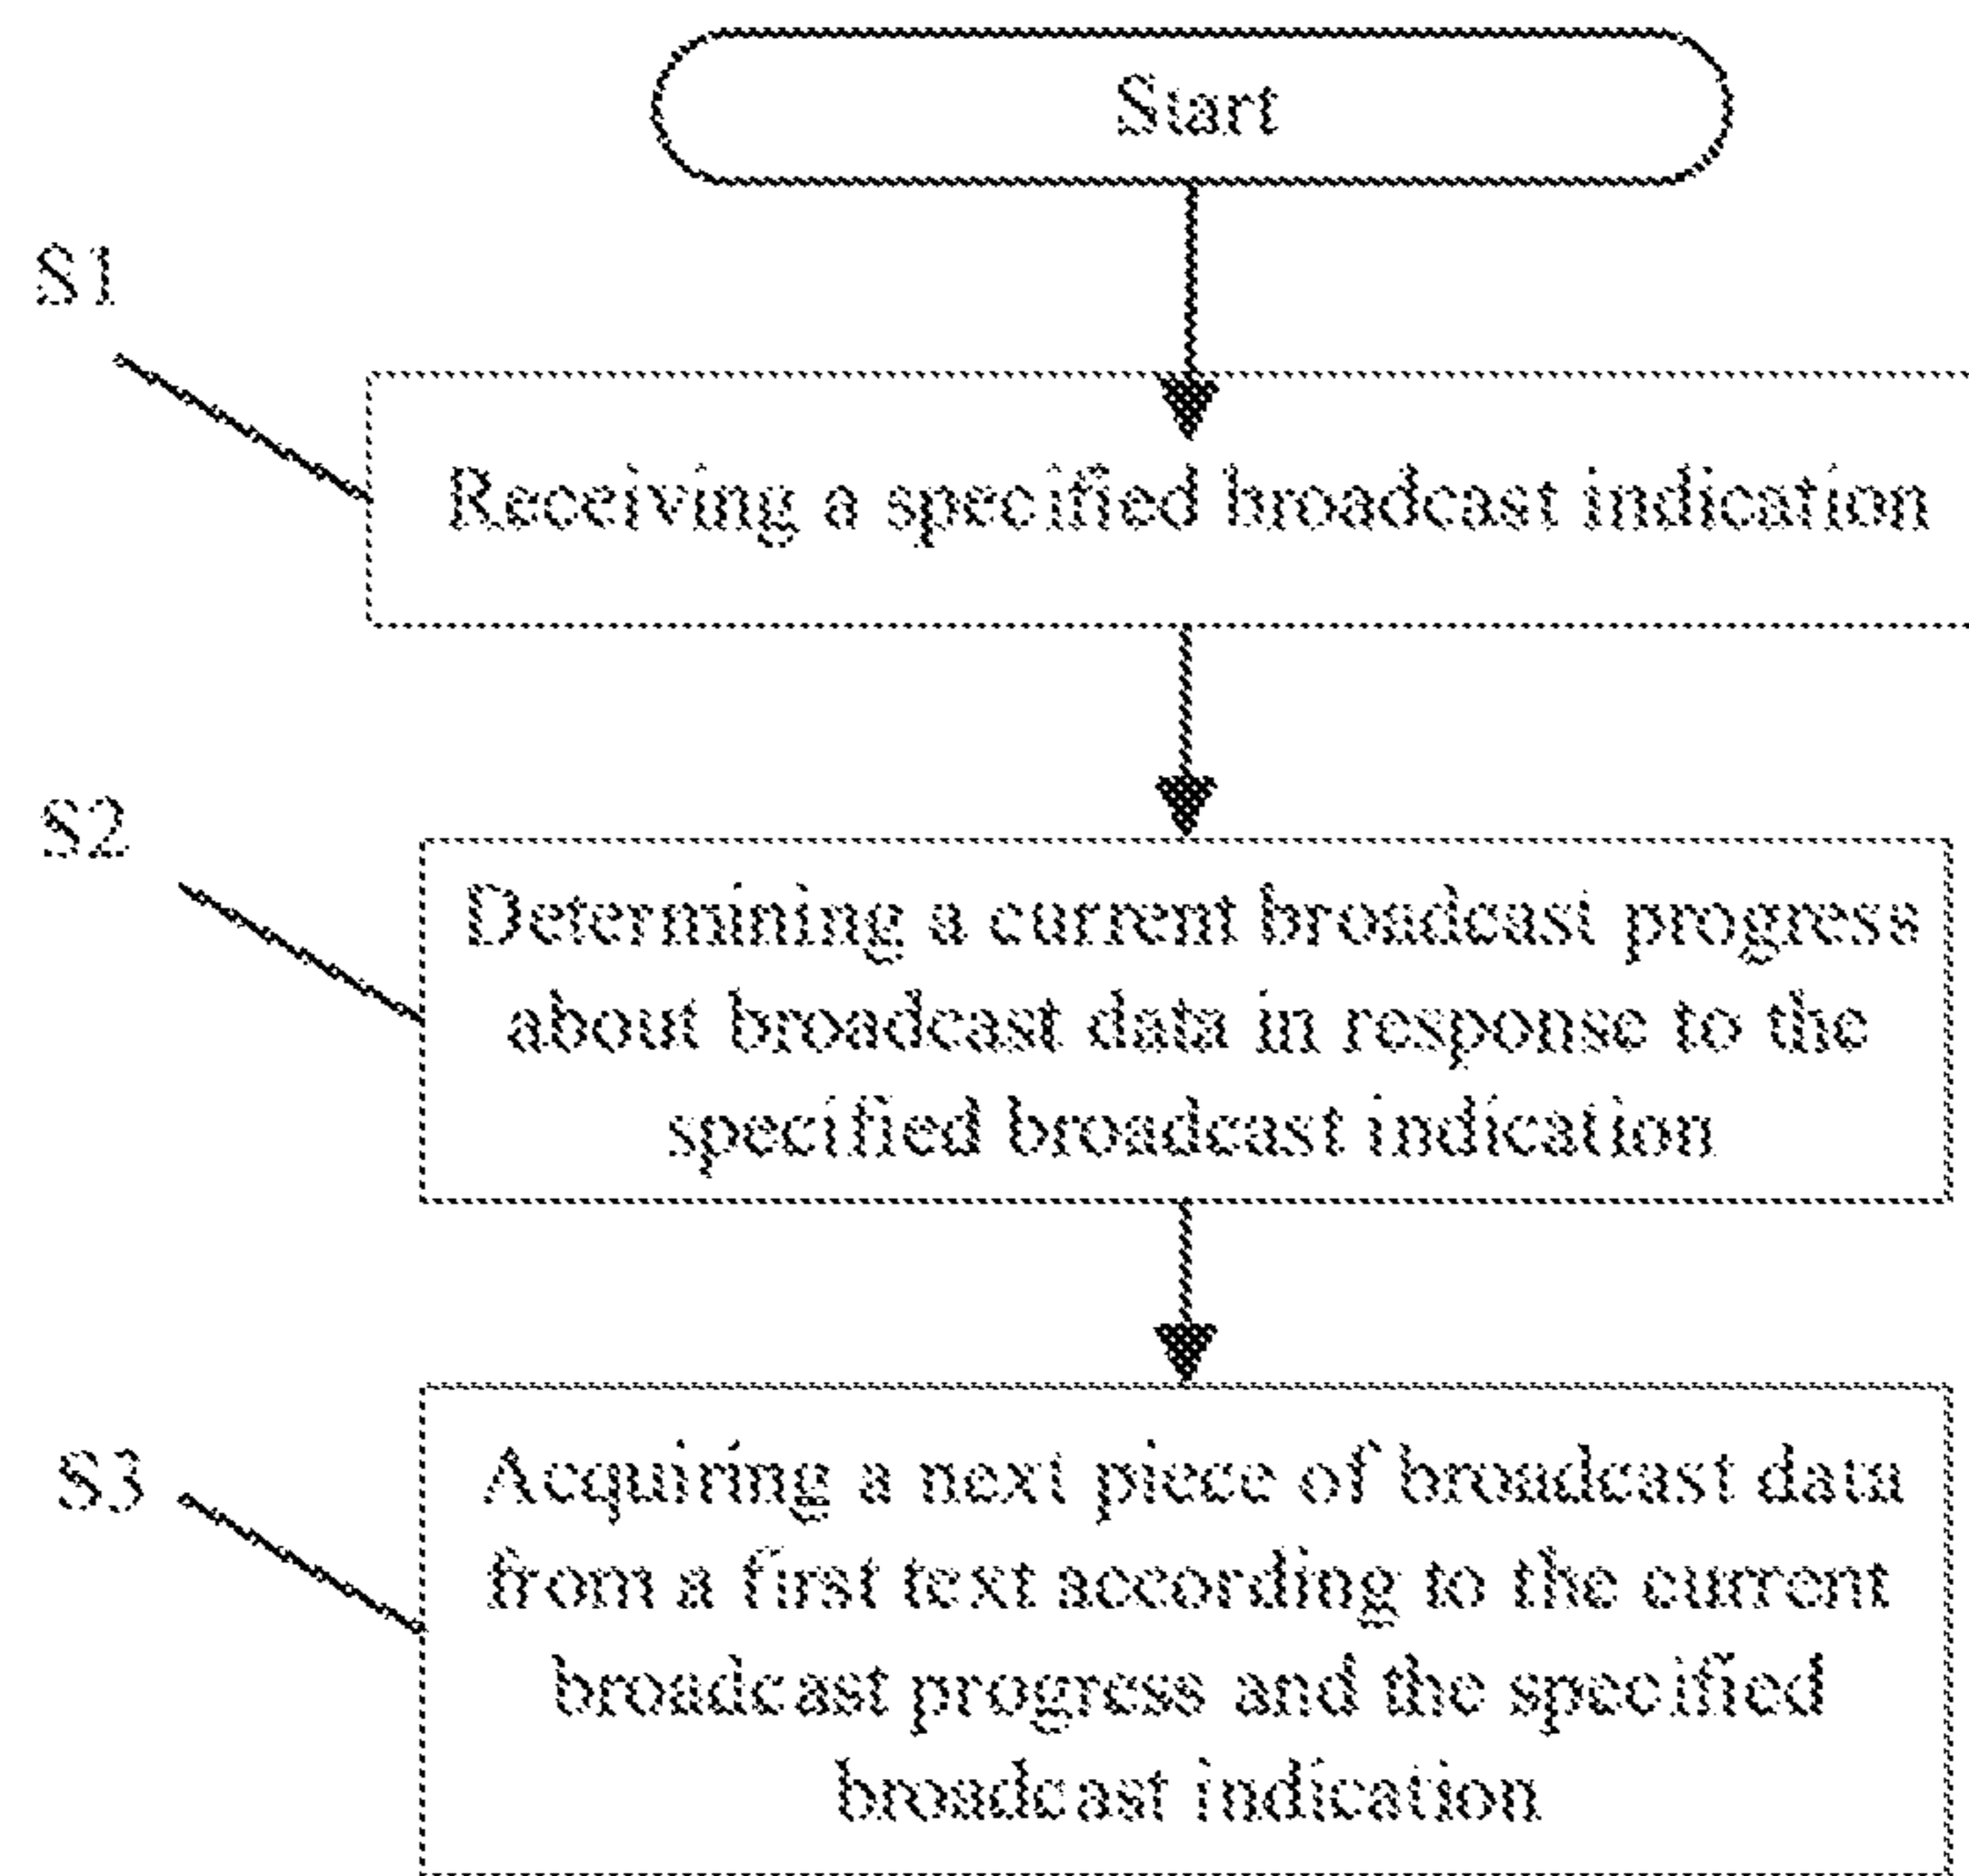 Start
S1
Receiving a specified broadcast indication
S2
Determining a current broadcast progress
about broadcast data in response to the
specified broadcast indication
S3
Acquiring a next piece of broadcast data
from a first text according to the current
broadcast progress and the specified
broadcast indication